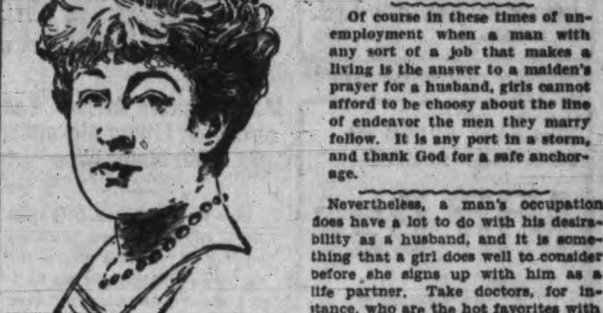 Of course in these times of un-
employment when a man with
any sort of a job that makes a
living is the answer to a maiden's
prayer for a husband, girls cannot
afford to be choosy about the line
of endeavor the men they marry
follow. It is any port in a storm,
and thank God for a safe anchor-
age.
Nevertheless, a man's occupation
does have a lot to do with his desira-
bility as a husband, and it is some-
thing that a girl does well to consider
before she signs up with him as a
life partner. Take doctors, for in-
stance, who are the hot favorites with